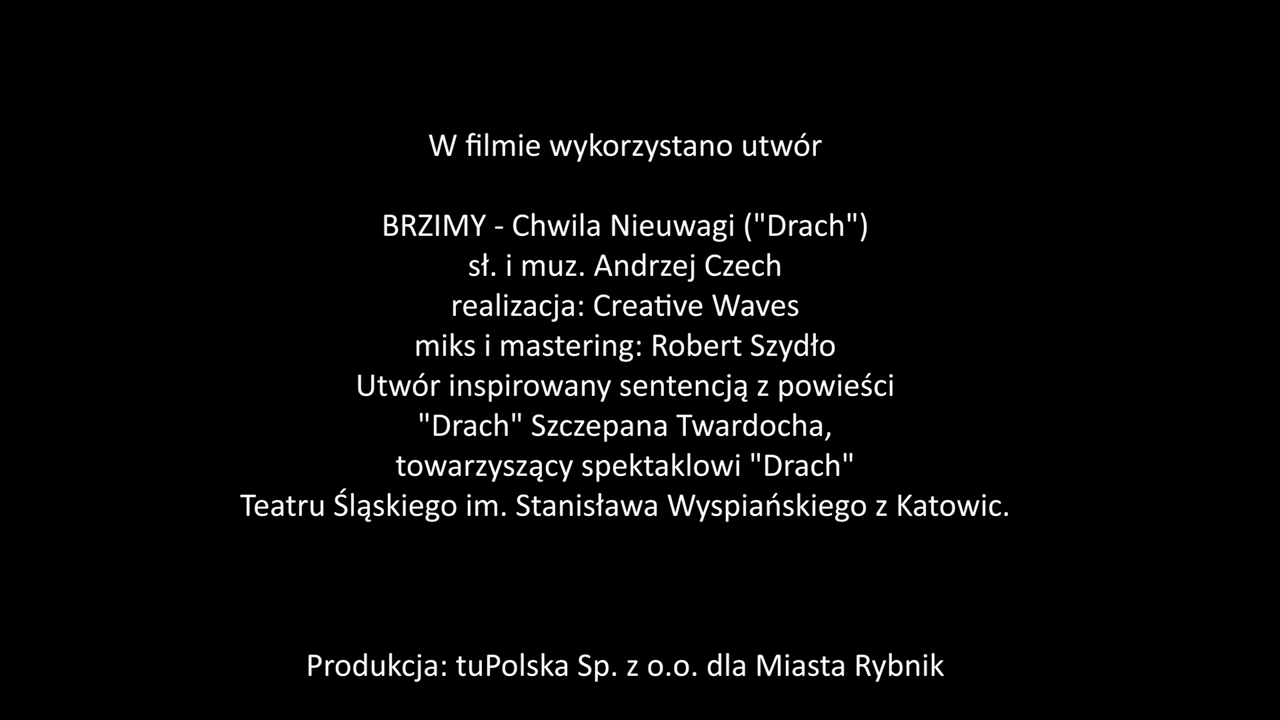 W filmie wykorzystano utwór
BRZIMY - Chwila Nieuwagi ("Drach")
sł. i muz. Andrzej Czech
realizacja: Creative Waves
miks i mastering: Robert Szydło
Utwór inspirowany sentencją z powieści
"Drach" Szczepana Twardocha,
towarzyszący spektaklowi "Drach"
Teatru Śląskiego im. Stanisława Wyspiańskiego z Katowic.
Produkcja: tuPolska Sp. z o.o. dla Miasta Rybnik